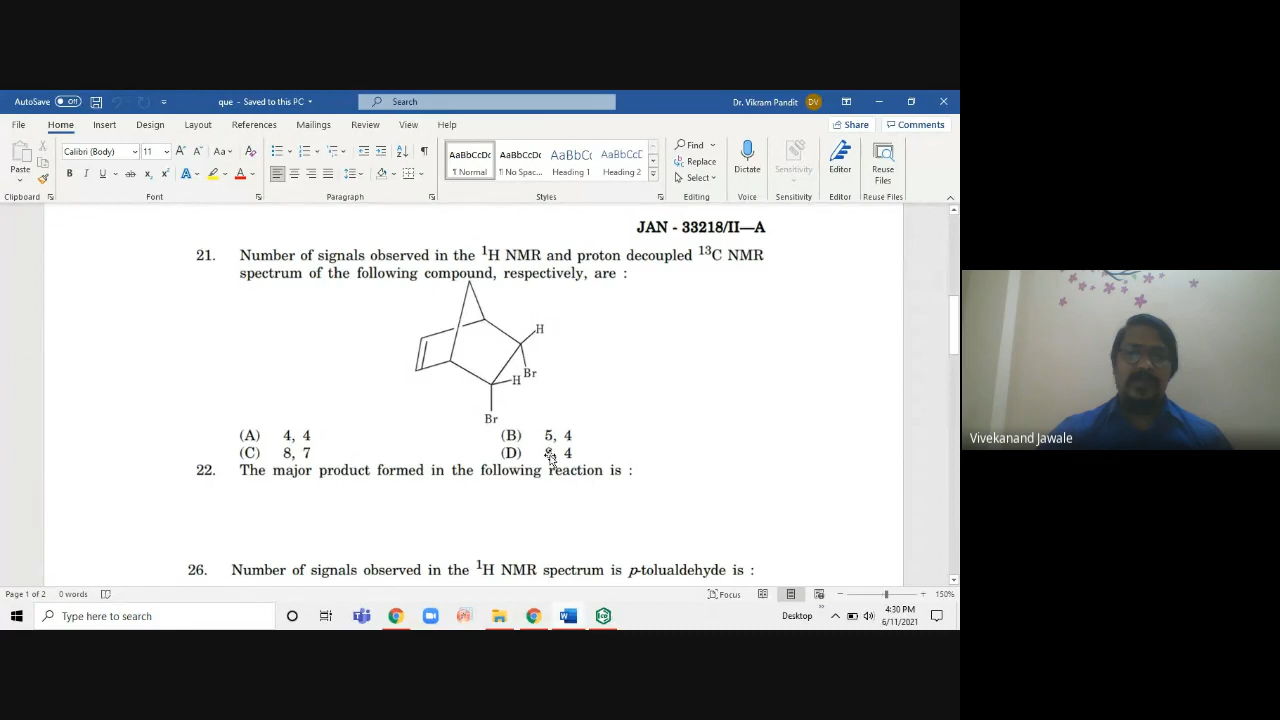 AutoSave Off
que - Saved to this PC
Search
Dr. Vikram Pandit DV
File Home Insert Design Layout References Mailings Review View Help
Share Comments
Paste
Calibri (Body) 11
AaBbCcDc AaBbCcDc AaBbCc AaBbCcD
Normal No Spac... Heading 1 Heading 2
Find
Replace
Select
Dictate
Sensitivity
Editor
Reuse Files
Clipboard Font Paragraph Styles Editing Voice Sensitivity Editor Reuse Files
JAN - 33218/II—A
21. Number of signals observed in the ¹H NMR and proton decoupled ¹³C NMR
spectrum of the following compound, respectively, are :
H
Br
H
Br
(A) 4, 4 (B) 5, 4
(C) 8, 7 (D) 4
22. The major product formed in the following reaction is :
26. Number of signals observed in the ¹H NMR spectrum is p-tolualdehyde is :
Vivekanand Jawale
Page 1 of 2 0 words
Focus
150%
Type here to search
Desktop
4:30 PM
6/11/2021